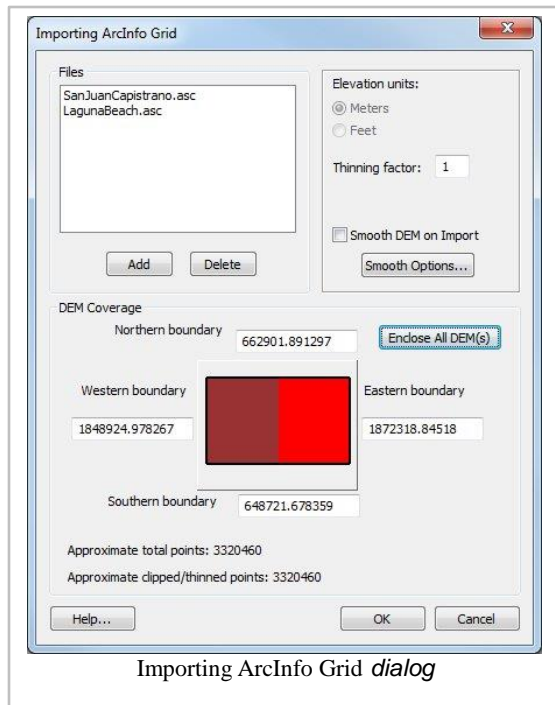 Importing ArcInfo Grid
Files
SanJuanCapistrano.asc
LagunaBeach.asc
Add
Delete
Elevation units:
Meters
Feet
Thinning factor: 1
Smooth DEM on Import
Smooth Options...
DEM Coverage
Northern boundary
662901.891297
Enclose All DEM(s)
Western boundary
1848924.978267
Eastern boundary
1872318.84518
Southern boundary
648721.678359
Approximate total points: 3320460
Approximate clipped/thinned points: 3320460
Help...
OK
Cancel
Importing ArcInfo Grid dialog